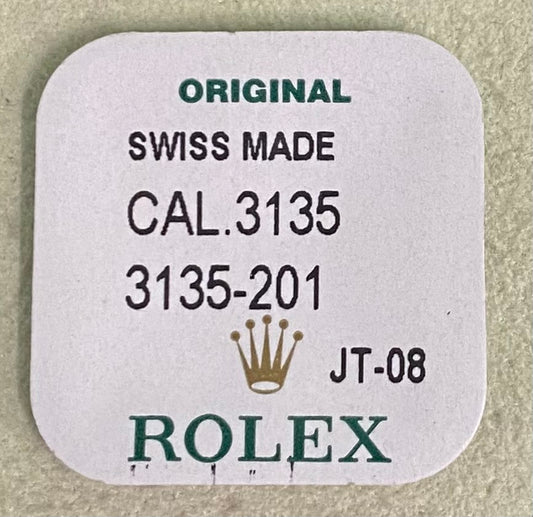 ORIGINAL
SWISS MADE
CAL.3135
3135-201
JT-08
ROLEX